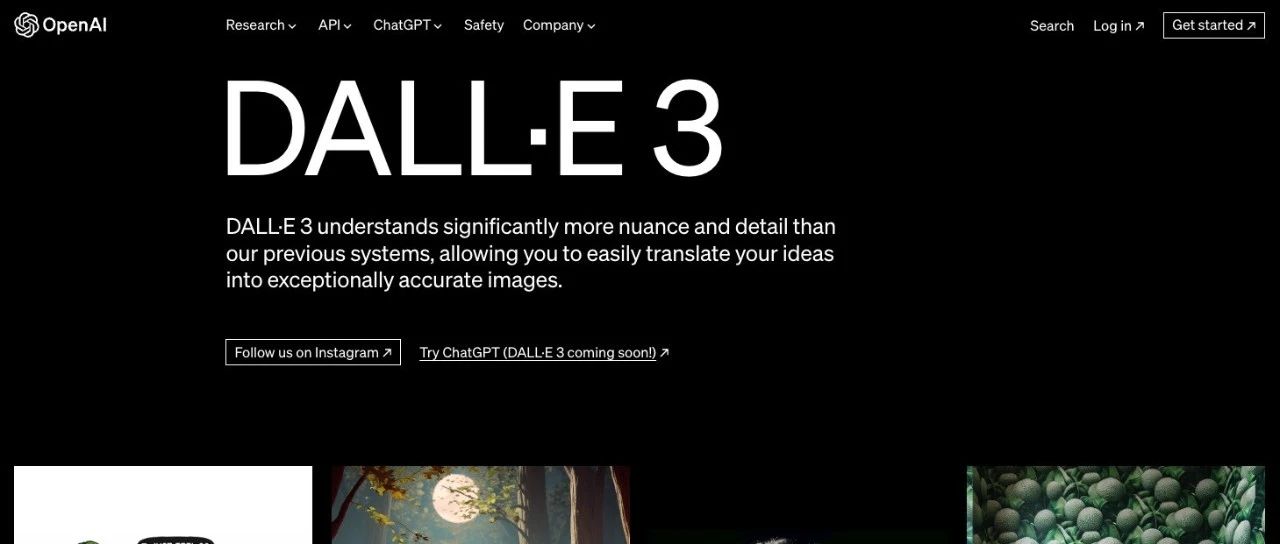 OpenAI
Research API ChatGPT Safety Company
Search Log in ↗ Get started ↗
DALL·E 3
DALL·E 3 understands significantly more nuance and detail than
our previous systems, allowing you to easily translate your ideas
into exceptionally accurate images.
Follow us on Instagram ↗ Try ChatGPT (DALL·E 3 coming soon!) ↗